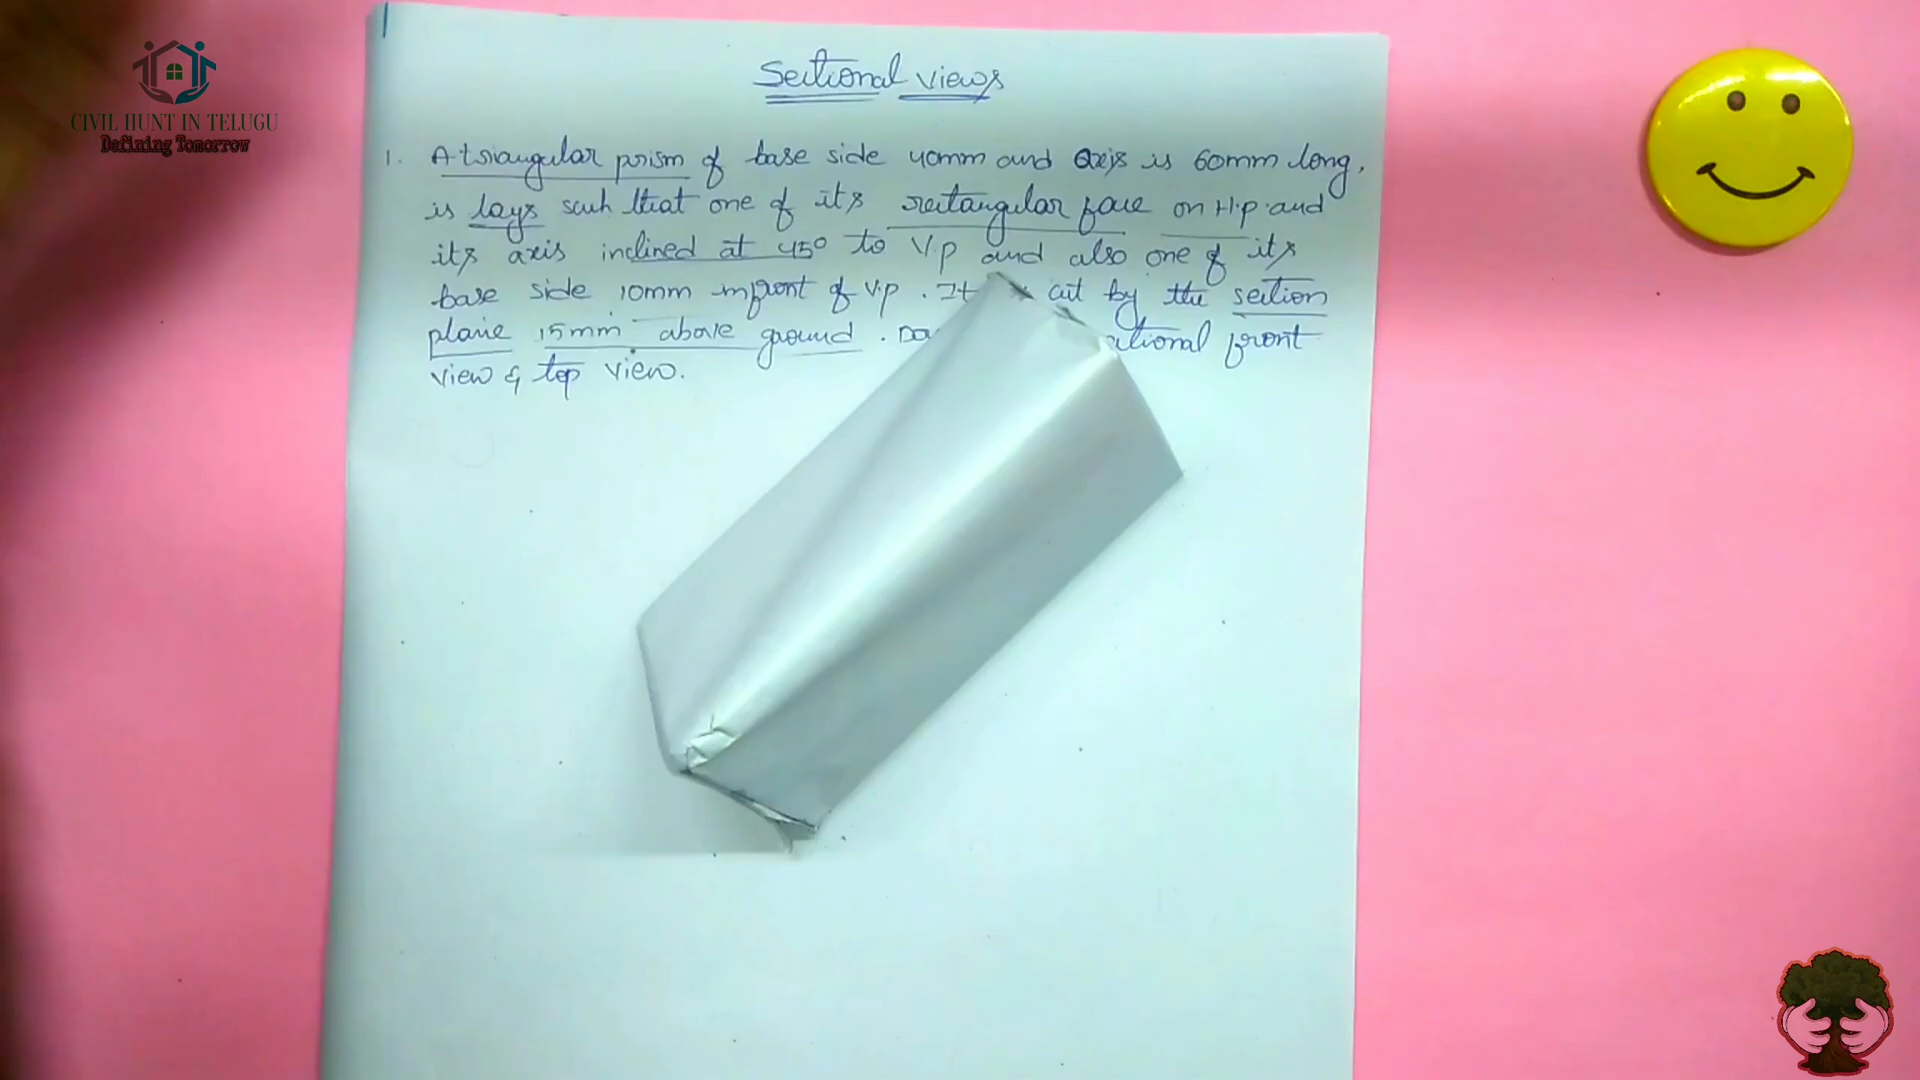 CIVIL HUNT IN TELUGU
Defining Tomorrow
Sectional views
1. A triangular prism of base side 40mm and axis is 60mm long,
is lays such that one of its rectangular face on H.p. and
its axis inclined at 45° to V.p and also one of its
base side 10mm infront of V.p. It cut by the section
plane 15mm above ground. front
view & top view.